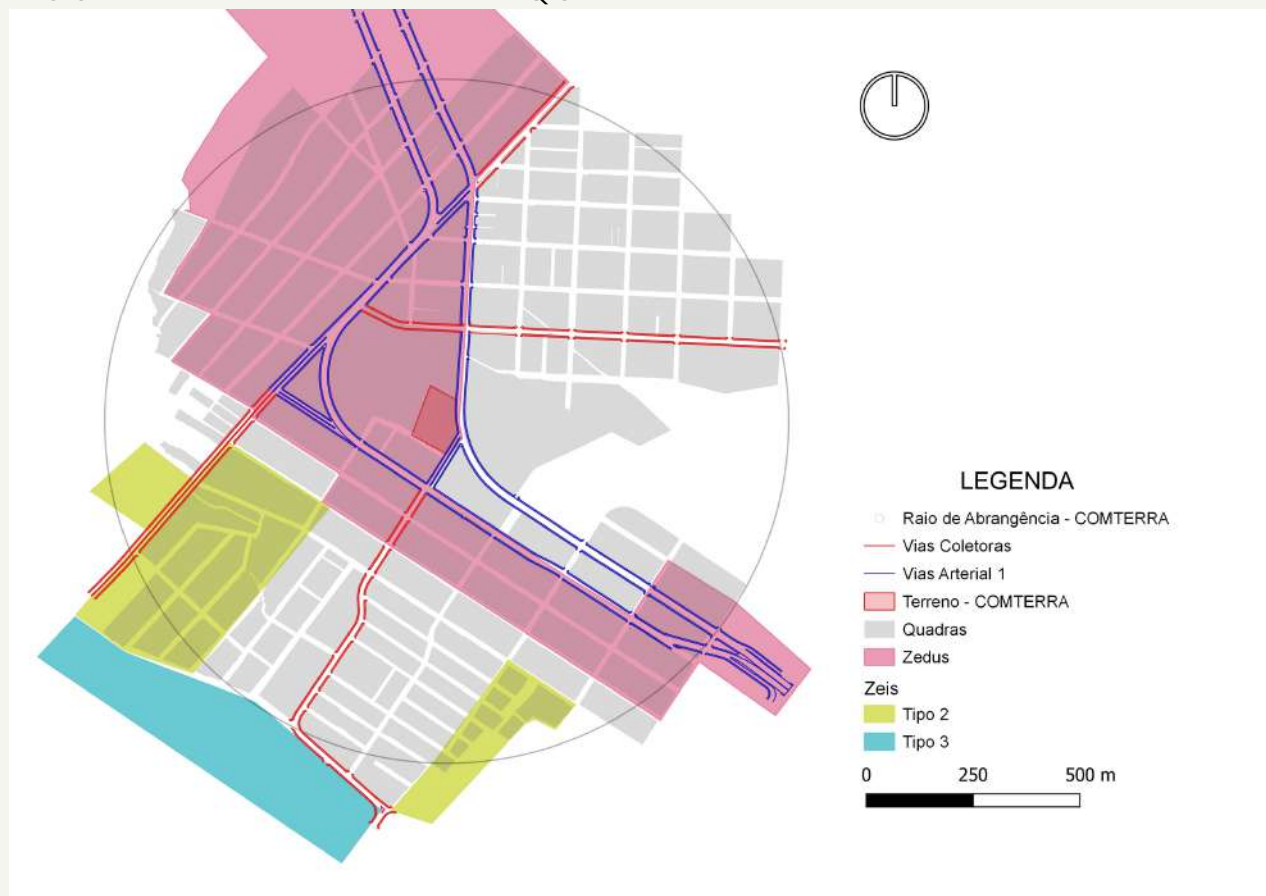 LEGENDA
Raio de Abrangência - COMTERRA
Vias Coletoras
Vias Arterial 1
Terreno - COMTERRA
Quadras
Zedus
Zeis
Tipo 2
Tipo 3
0 250 500 m